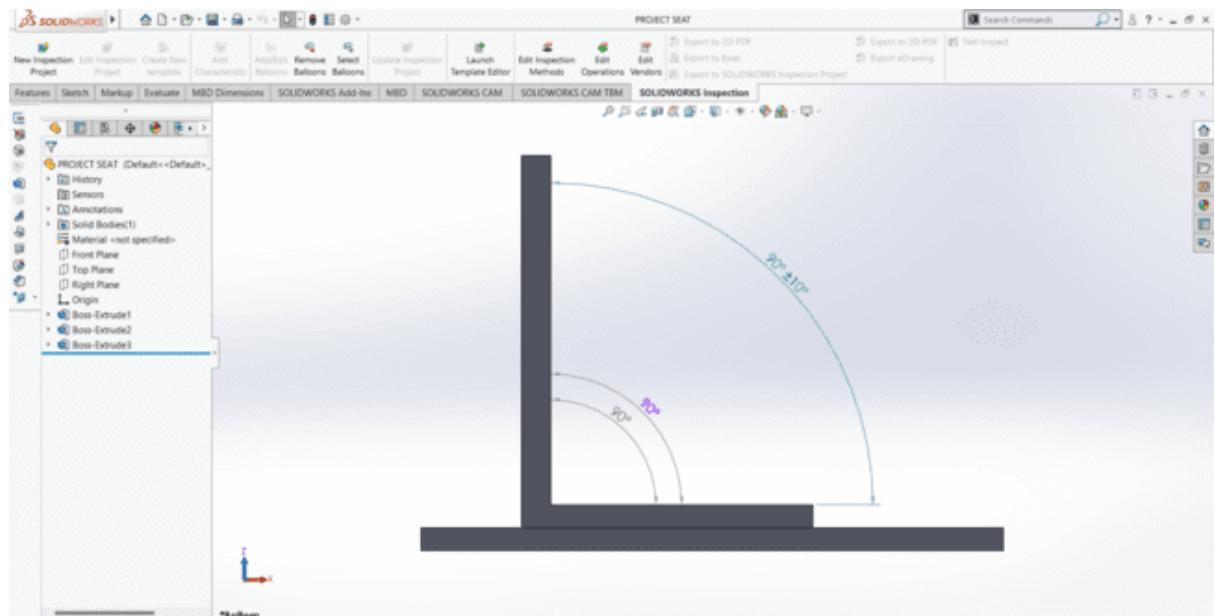 SOLIDWORKS
PROJECT SEAT
Search Commands
New Inspection Project
Edit Inspection Project
Create New template
Add Characteristic
Add/Edit Balloons
Remove Balloons
Select Balloons
Update Inspection Project
Launch Template Editor
Edit Inspection Methods
Edit Operations
Edit Vendors
Export to 2D PDF
Export to Excel
Export to SOLIDWORKS Inspection Project
Export to 3D PDF
Export eDrawing
Net-Inspect
Features Sketch Markup Evaluate MBD Dimensions SOLIDWORKS Add-Ins MBD SOLIDWORKS CAM SOLIDWORKS CAM TBM SOLIDWORKS Inspection
PROJECT SEAT (Default<<Default>_
History
Sensors
Annotations
Solid Bodies(1)
Material <not specified>
Front Plane
Top Plane
Right Plane
Origin
Boss-Extrude1
Boss-Extrude2
Boss-Extrude3
90° ±10°
90°
90°
Z
X